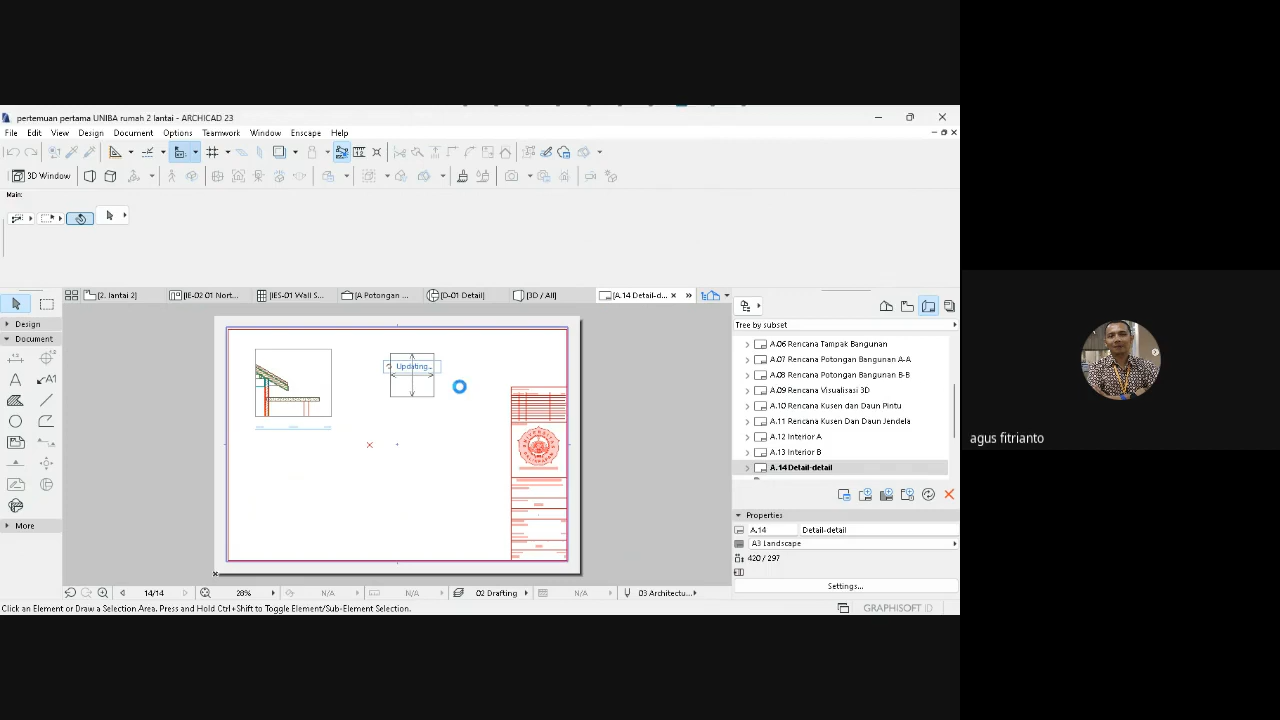 pertemuan pertama UNIBA rumah 2 lantai - ARCHICAD 23
File Edit View Design Document Options Teamwork Window Enscape Help
3D Window
Main:
[2. lantai 2] [IE-02 01 Nort... [IES-01 Wall S... [A Potongan ... [D-01 Detail] [3D / All] [A.14 Detail-d...
Design
Document
More
Updating...
Tree by subset
A.06 Rencana Tampak Bangunan
A.07 Rencana Potongan Bangunan A-A
A.08 Rencana Potongan Bangunan B-B
A.09 Rencana Visualisasi 3D
A.10 Rencana Kusen dan Daun Pintu
A.11 Rencana Kusen Dan Daun Jendela
A.12 Interior A
A.13 Interior B
A.14 Detail-detail
Properties
A.14 Detail-detail
A3 Landscape
420 / 297
Settings...
14/14 28% N/A N/A 02 Drafting N/A 03 Architectu...
Click an Element or Draw a Selection Area. Press and Hold Ctrl+Shift to Toggle Element/Sub-Element Selection.
GRAPHISOFT ID
agus fitrianto